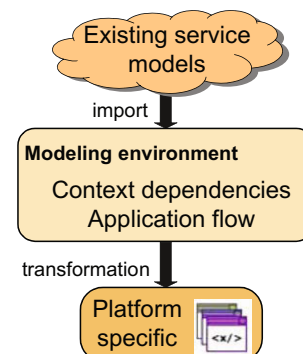 Existing service
models
import
Modeling environment
Context dependencies
Application flow
transformation
Platform
specific
<x/>